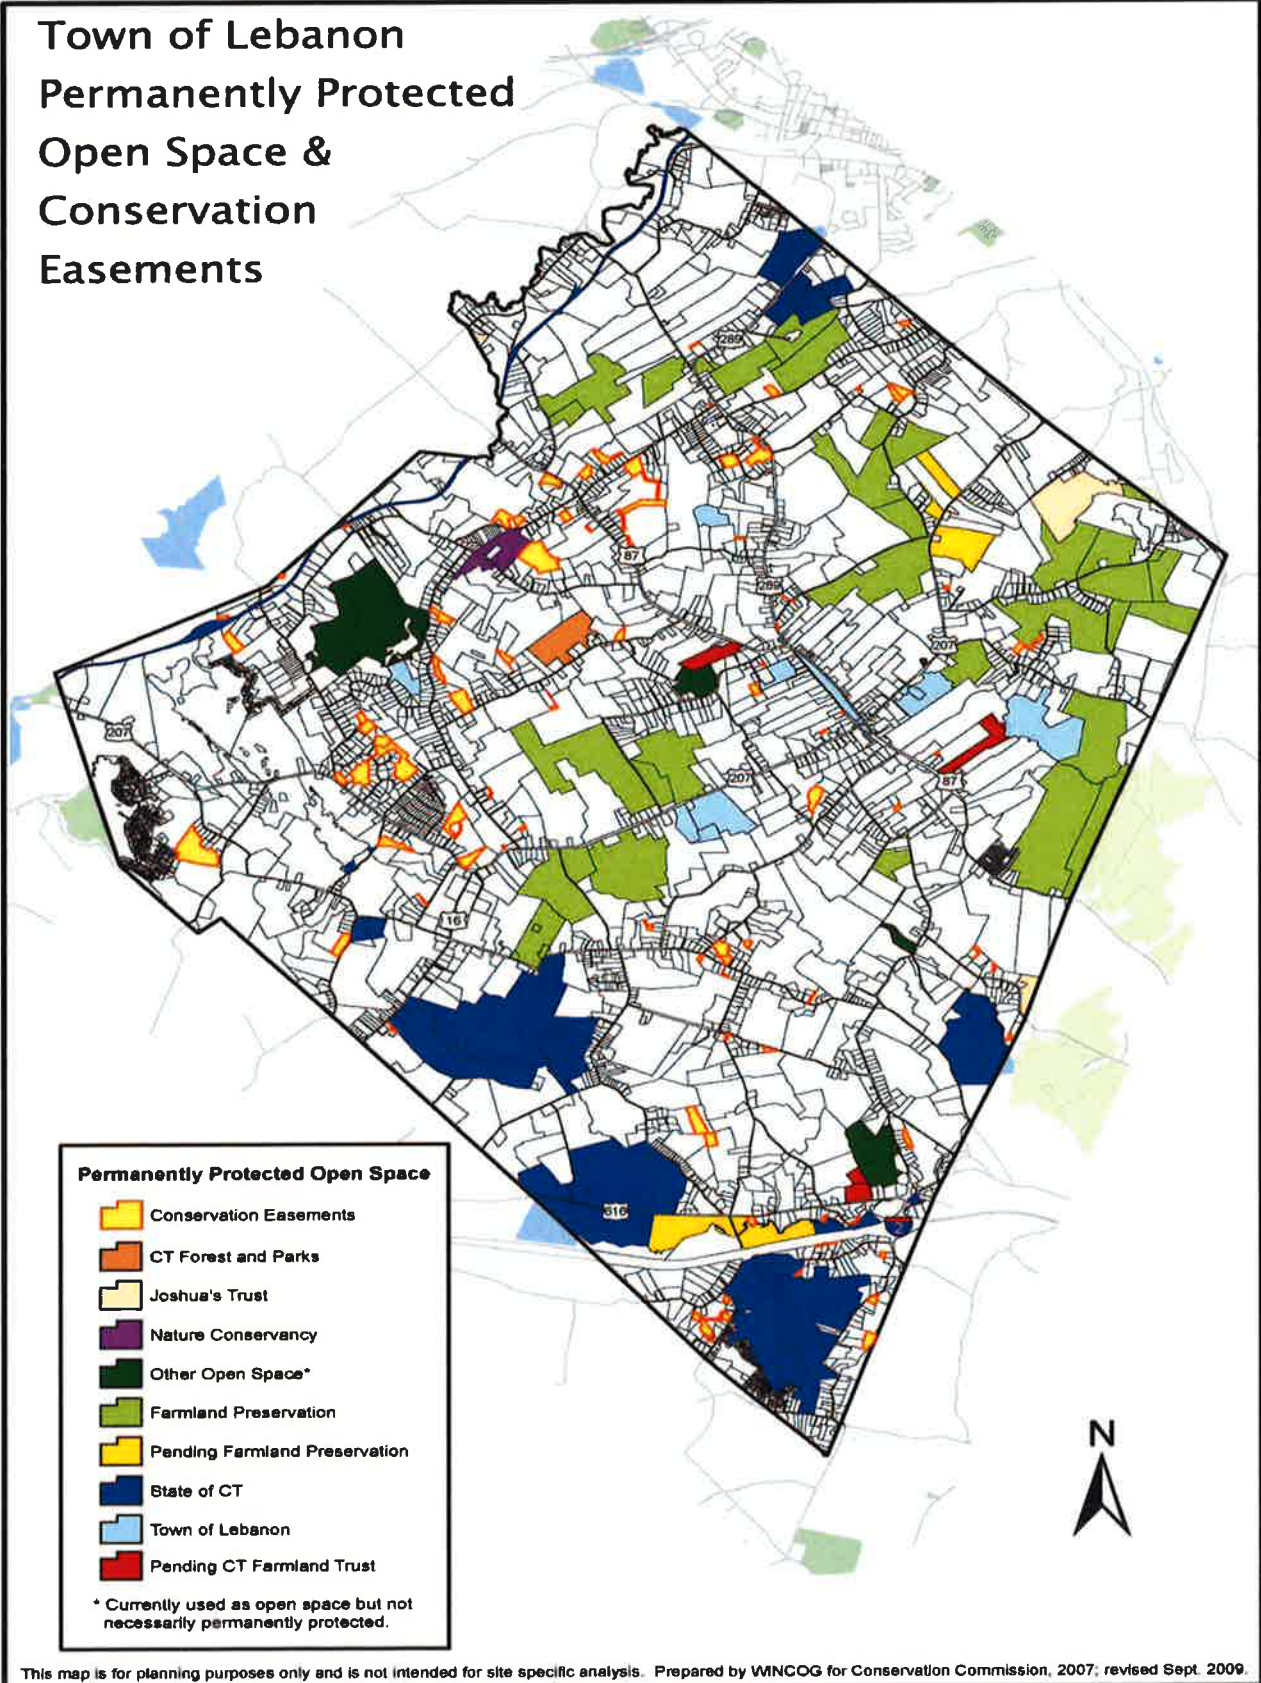 Town of Lebanon
Permanently Protected
Open Space &
Conservation
Easements
289
87
289
207
207
207
87
16
616
2
Permanently Protected Open Space
Conservation Easements
CT Forest and Parks
Joshua's Trust
Nature Conservancy
Other Open Space*
Farmland Preservation
Pending Farmland Preservation
State of CT
Town of Lebanon
Pending CT Farmland Trust
* Currently used as open space but not
necessarily permanently protected.
N
This map is for planning purposes only and is not intended for site specific analysis. Prepared by WINCOG for Conservation Commission, 2007; revised Sept. 2009.